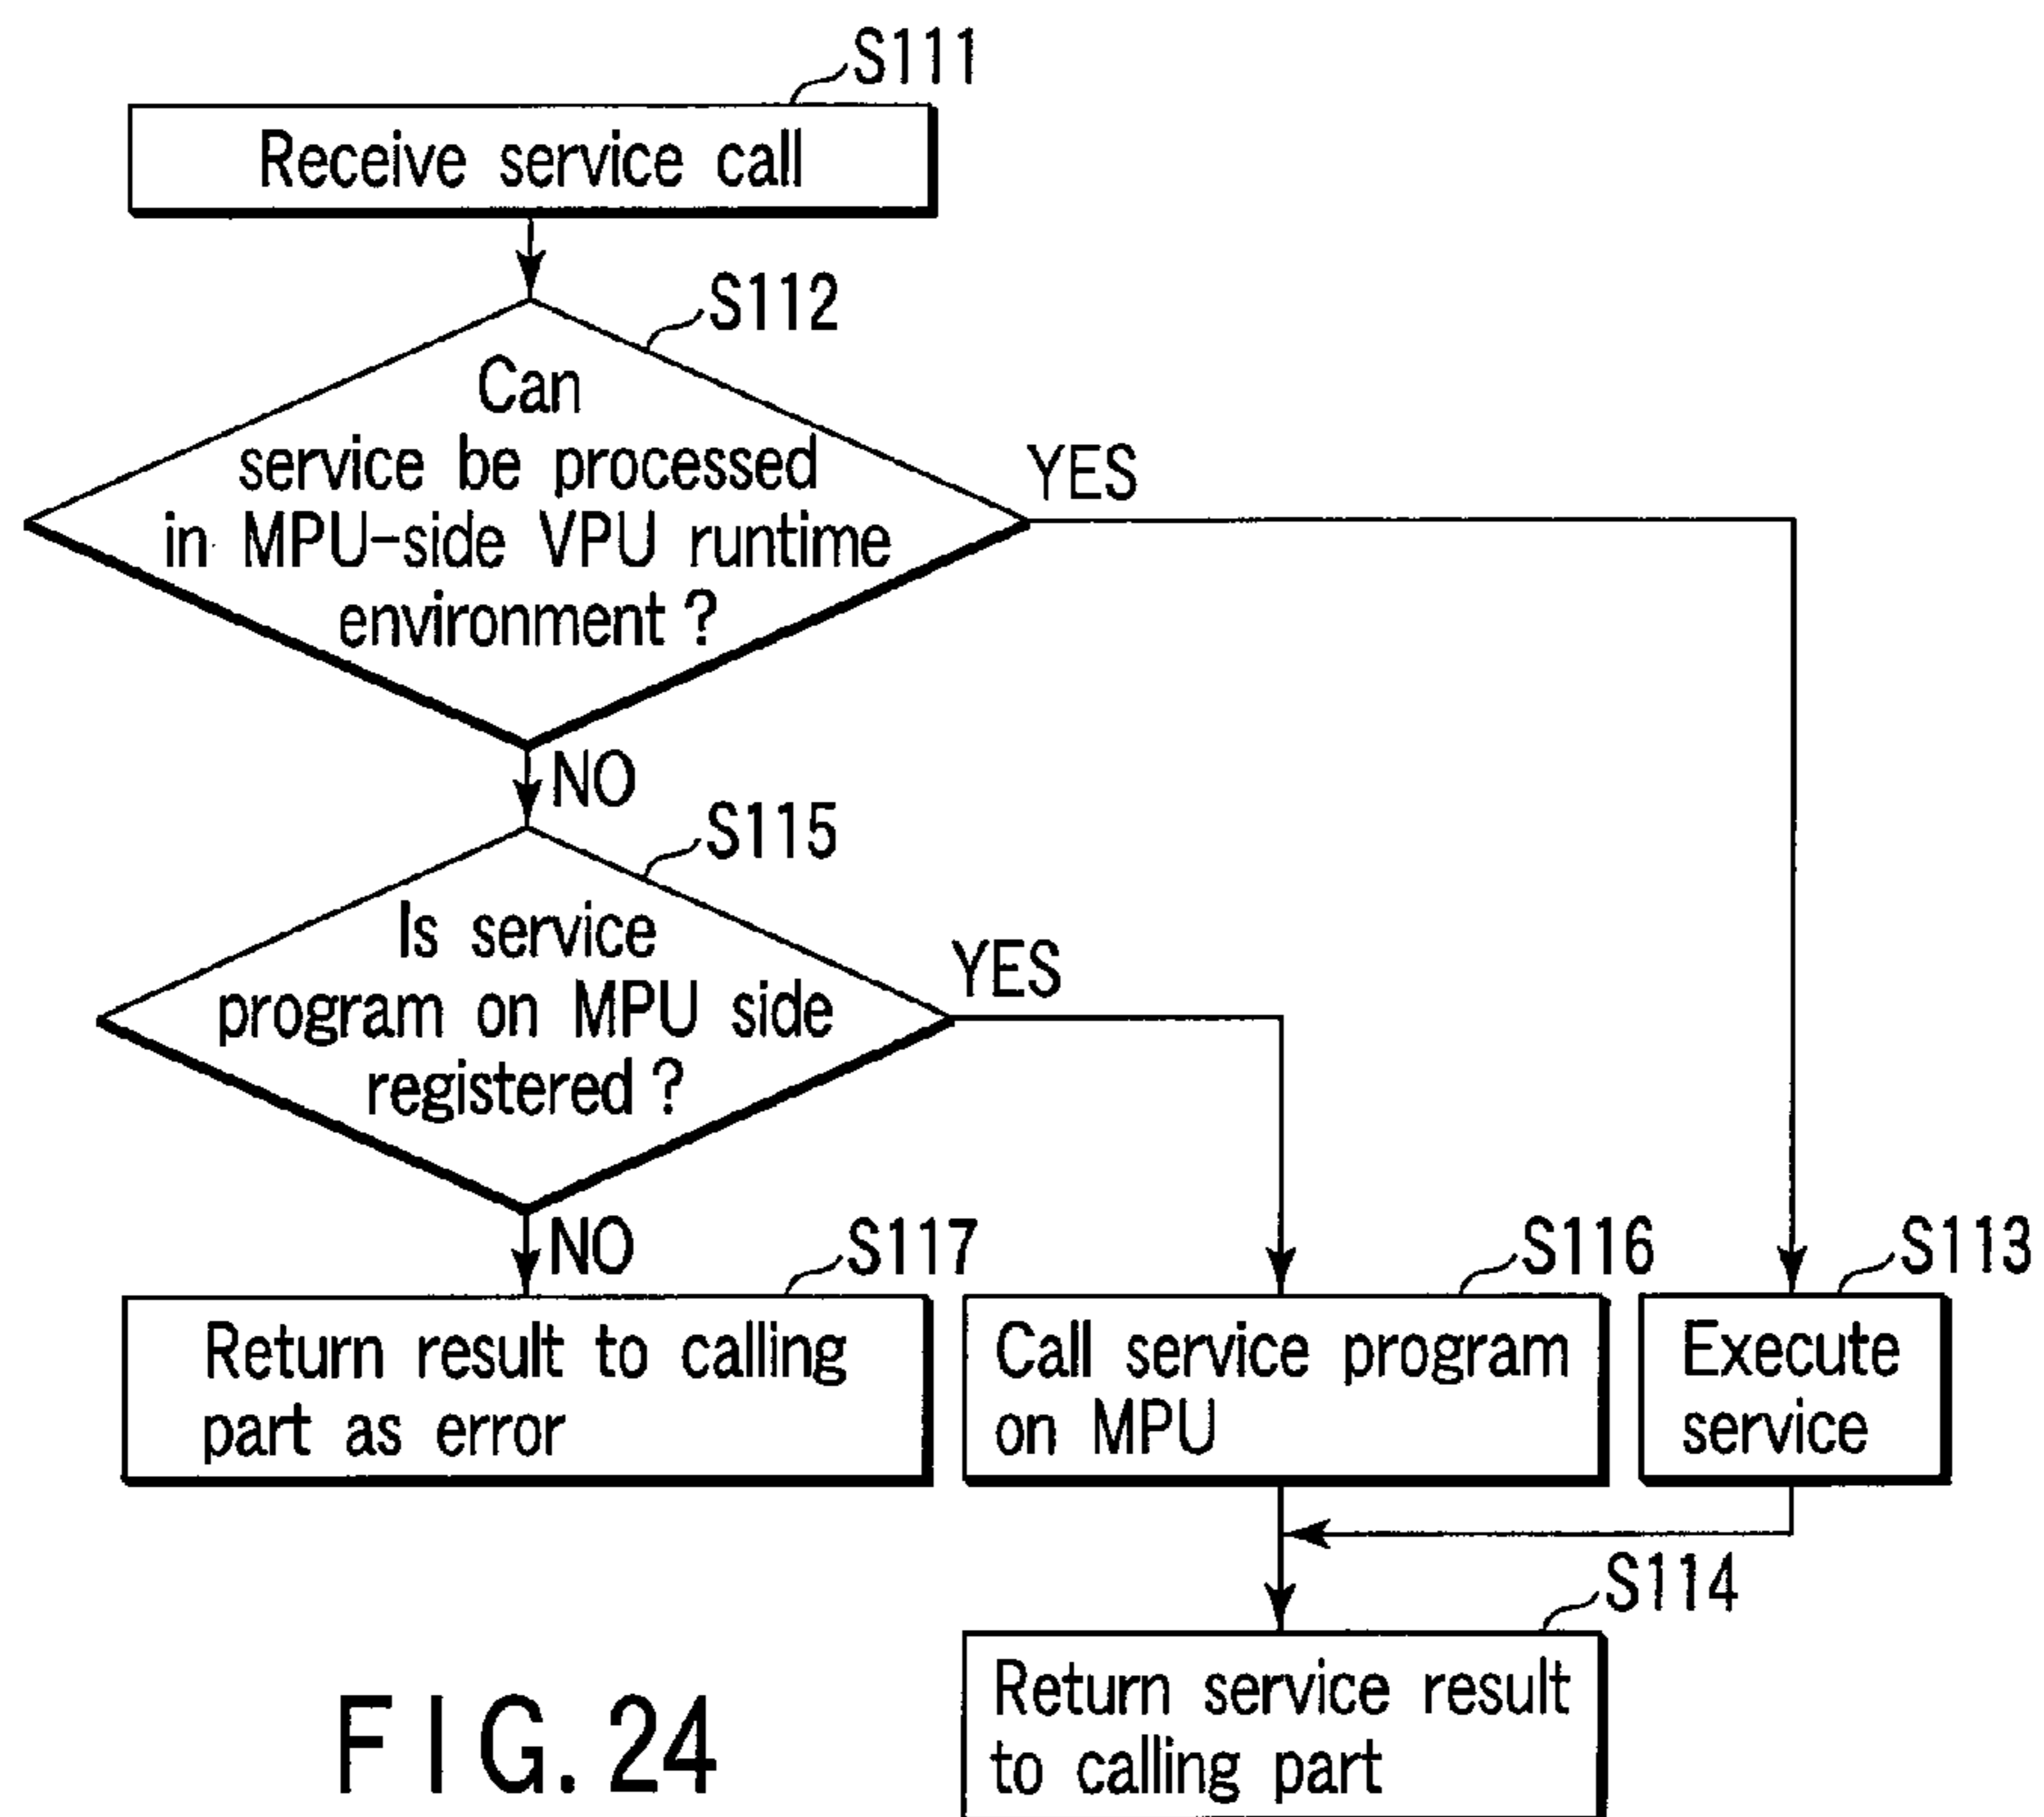 S111
Receive service call
S112
Can
service be processed
in MPU-side VPU runtime
environment ?
YES
NO
S115
Is service
program on MPU side
registered ?
YES
NO
S117
Return result to calling
part as error
S116
Call service program
on MPU
S113
Execute
service
S114
Return service result
to calling part
FIG. 24